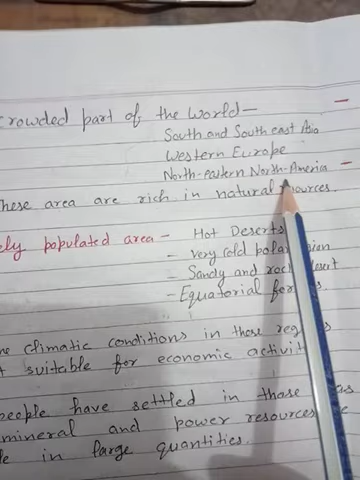 crowded part of the World-
South and South east Asia
Western Europe
North-eastern North-America
These area are rich in natural
populated area - Hot Deserts
- very cold
- Sandy and
- Equatorial
climatic conditions in these
suitable for economic
people have settled in those
mineral and power resources
in large quantities.